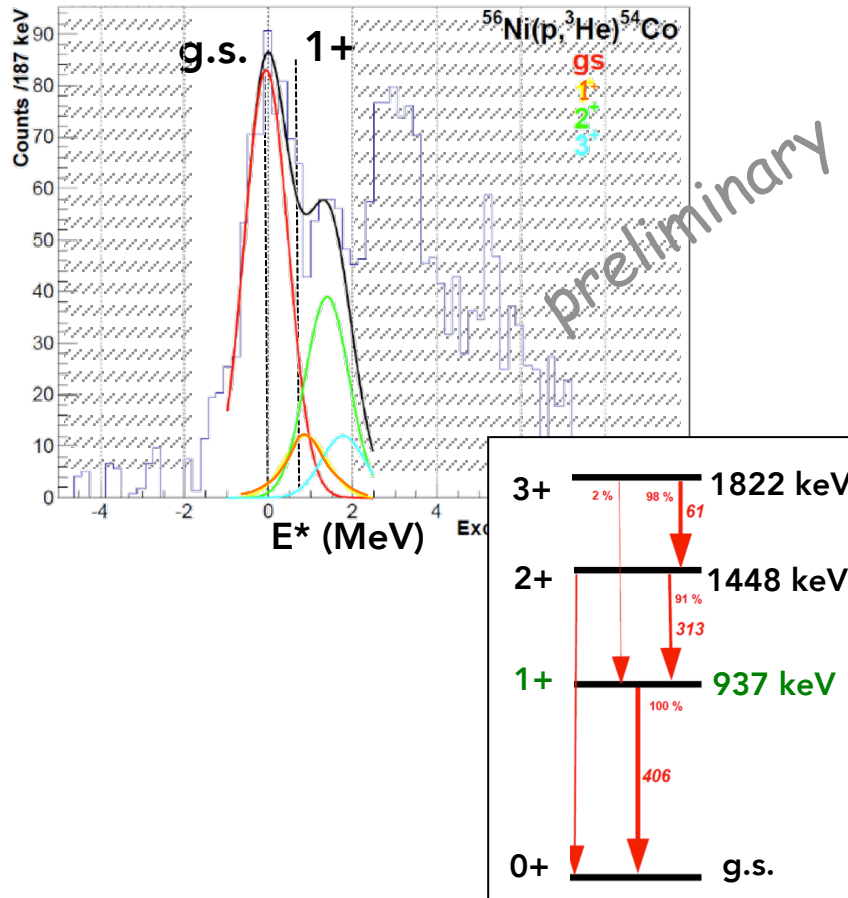 ⁵⁶Ni(p,³He)⁵⁴Co
g.s. 1+
gs
1⁺
2⁺
3⁺
preliminary
Counts /187 keV
90
80
70
60
50
40
30
20
10
0
-4 -2 0 2 4
E* (MeV)
Exc
3+ 2 % 98 % 1822 keV
61
2+ 1448 keV
91 %
313
1+ 937 keV
100 %
406
0+ g.s.